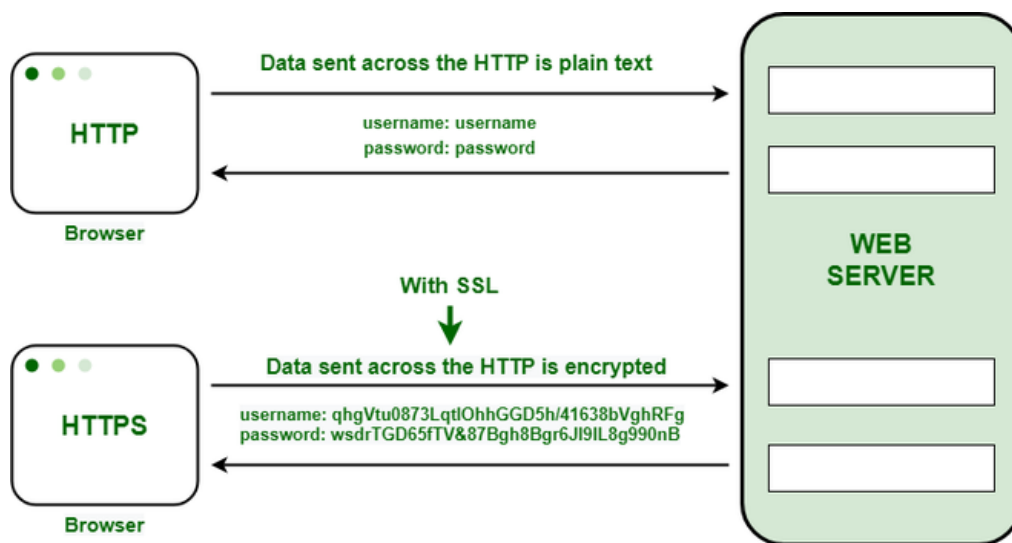 Data sent across the HTTP is plain text
HTTP
username: username
password: password
Browser
WEB
SERVER
With SSL
Data sent across the HTTP is encrypted
HTTPS
username: qhgVtu0873LqtIOhhGGD5h/41638bVghRFg
password: wsdrTGD65fTV&87Bgh8Bgr6JI9IL8g990nB
Browser